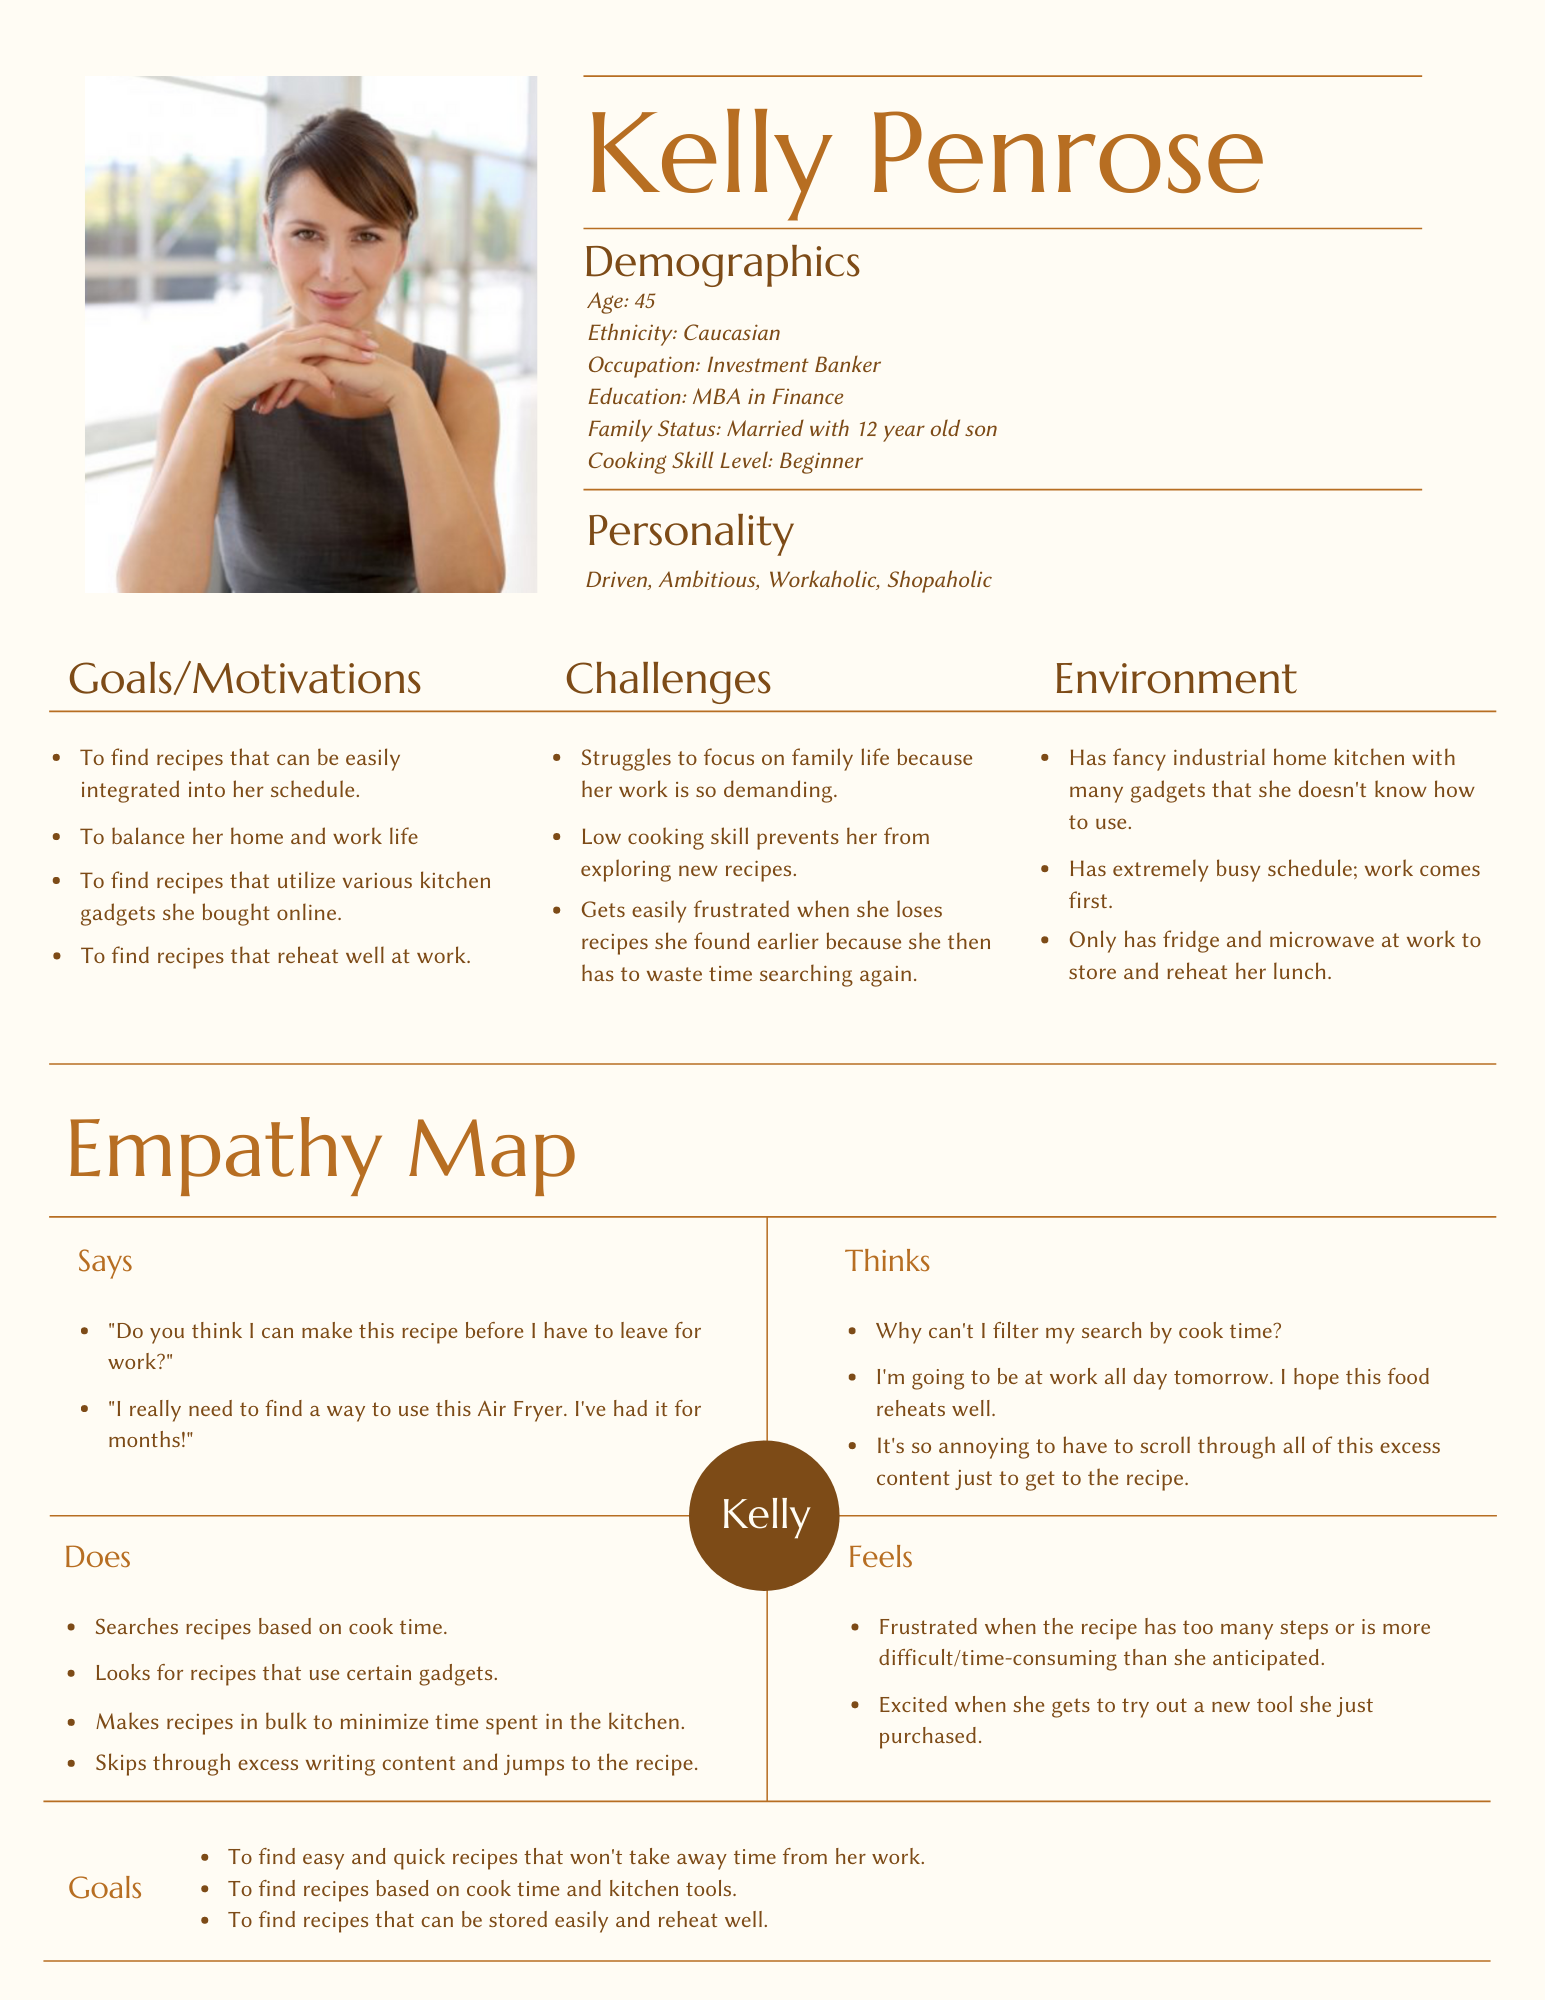 Kelly Penrose
Demographics
Age: 45
Ethnicity: Caucasian
Occupation: Investment Banker
Education: MBA in Finance
Family Status: Married with 12 year old son
Cooking Skill Level: Beginner
Personality
Driven, Ambitious, Workaholic, Shopaholic
Goals/Motivations
• To find recipes that can be easily
integrated into her schedule.
• To balance her home and work life
• To find recipes that utilize various kitchen
gadgets she bought online.
• To find recipes that reheat well at work.
Challenges
• Struggles to focus on family life because
her work is so demanding.
• Low cooking skill prevents her from
exploring new recipes.
• Gets easily frustrated when she loses
recipes she found earlier because she then
has to waste time searching again.
Environment
• Has fancy industrial home kitchen with
many gadgets that she doesn't know how
to use.
• Has extremely busy schedule; work comes
first.
• Only has fridge and microwave at work to
store and reheat her lunch.
Empathy Map
Says
• "Do you think I can make this recipe before I have to leave for
work?"
• "I really need to find a way to use this Air Fryer. I've had it for
months!"
Thinks
• Why can't I filter my search by cook time?
• I'm going to be at work all day tomorrow. I hope this food
reheats well.
• It's so annoying to have to scroll through all of this excess
content just to get to the recipe.
Kelly
Does
• Searches recipes based on cook time.
• Looks for recipes that use certain gadgets.
• Makes recipes in bulk to minimize time spent in the kitchen.
• Skips through excess writing content and jumps to the recipe.
Feels
• Frustrated when the recipe has too many steps or is more
difficult/time-consuming than she anticipated.
• Excited when she gets to try out a new tool she just
purchased.
Goals
• To find easy and quick recipes that won't take away time from her work.
• To find recipes based on cook time and kitchen tools.
• To find recipes that can be stored easily and reheat well.